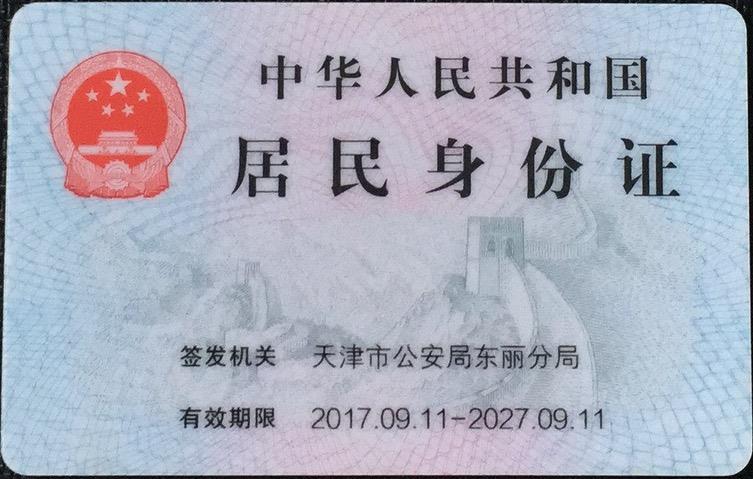 中华人民共和国
居民身份证
签发机关 天津市公安局东丽分局
有效期限 2017.09.11-2027.09.11